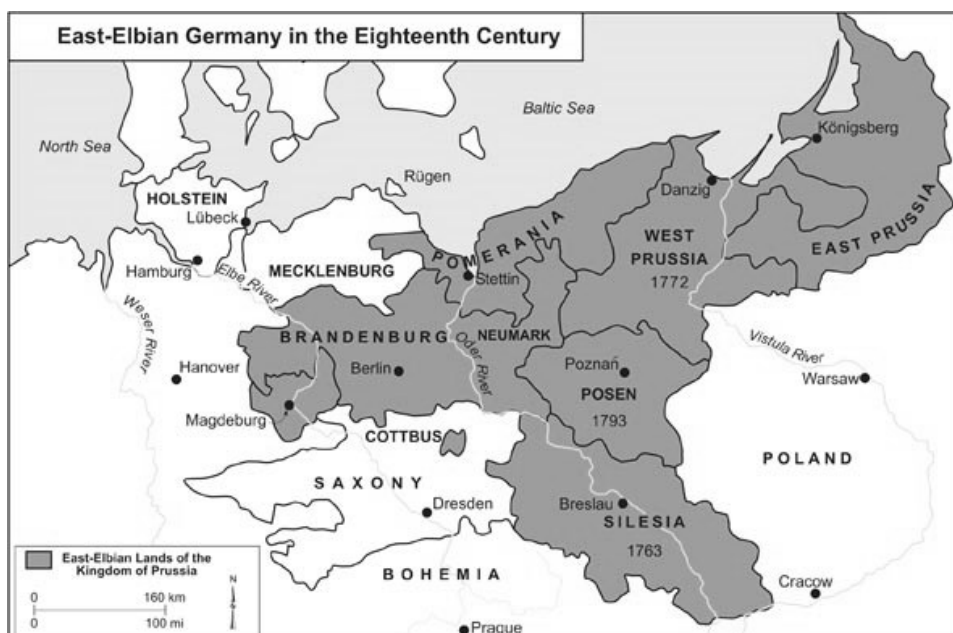 East-Elbian Germany in the Eighteenth Century
North Sea
Baltic Sea
Königsberg
HOLSTEIN
Lübeck
Rügen
Danzig
EAST PRUSSIA
WEST
PRUSSIA
1772
Hamburg
Elbe River
MECKLENBURG
POMERANIA
Stettin
Weser River
BRANDENBURG
NEUMARK
Oder River
Vistula River
Hanover
Berlin
Poznań
POSEN
1793
Warsaw
Magdeburg
COTTBUS
POLAND
SAXONY
Dresden
Breslau
SILESIA
1763
BOHEMIA
Cracow
Prague
East-Elbian Lands of the
Kingdom of Prussia
0 160 km
0 100 mi
N